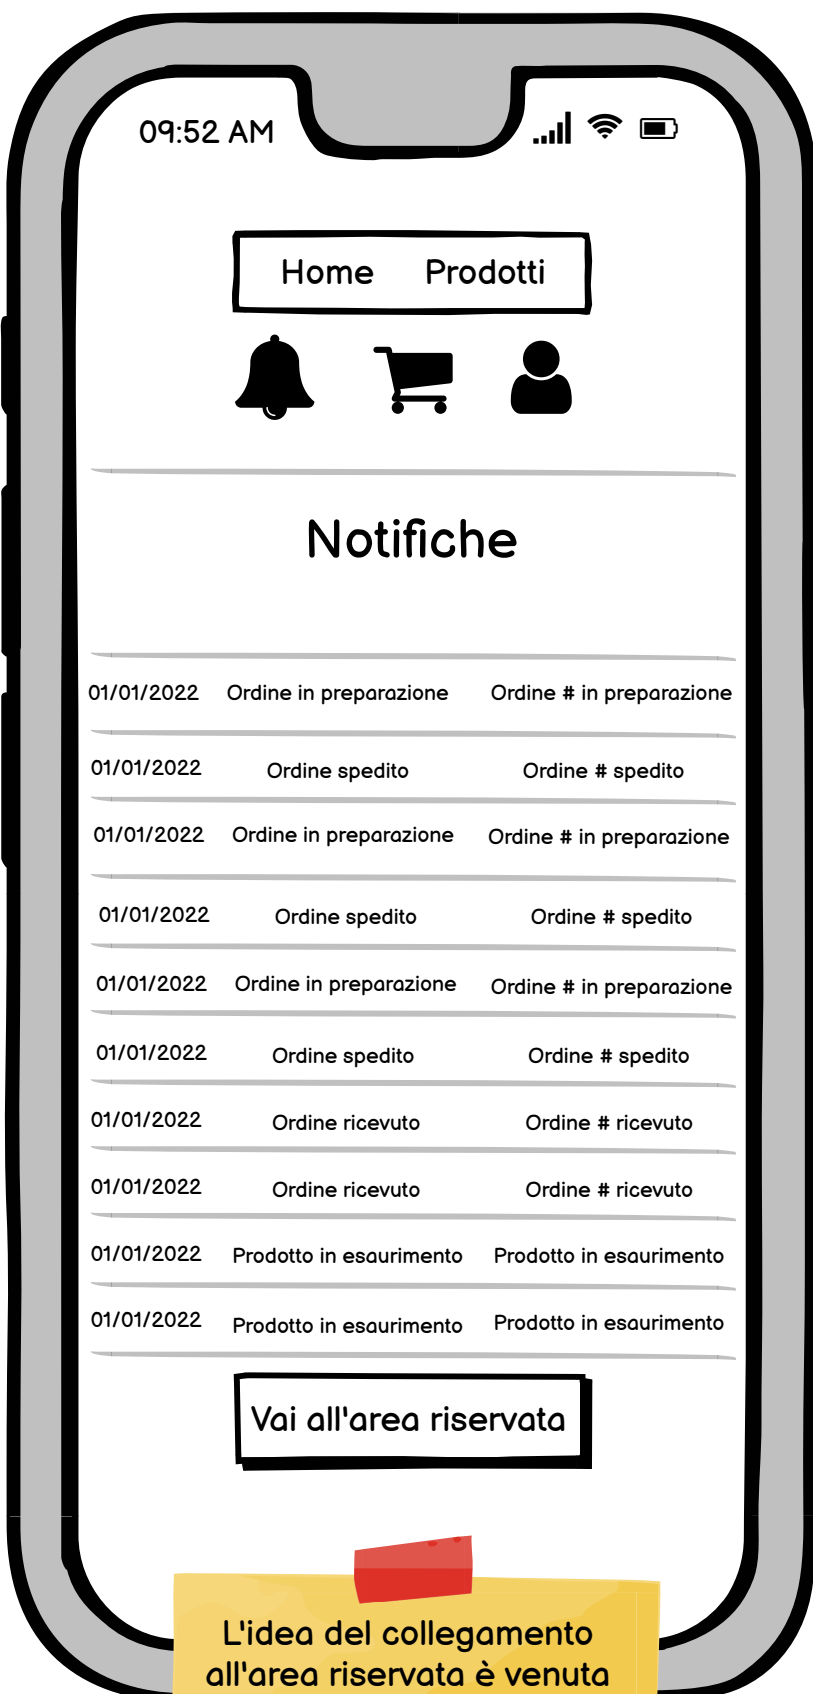 09:52 AM
Home Prodotti
Notifiche
01/01/2022 Ordine in preparazione Ordine # in preparazione
01/01/2022 Ordine spedito Ordine # spedito
01/01/2022 Ordine in preparazione Ordine # in preparazione
01/01/2022 Ordine spedito Ordine # spedito
01/01/2022 Ordine in preparazione Ordine # in preparazione
01/01/2022 Ordine spedito Ordine # spedito
01/01/2022 Ordine ricevuto Ordine # ricevuto
01/01/2022 Ordine ricevuto Ordine # ricevuto
01/01/2022 Prodotto in esaurimento Prodotto in esaurimento
01/01/2022 Prodotto in esaurimento Prodotto in esaurimento
Vai all'area riservata
L'idea del collegamento
all'area riservata è venuta